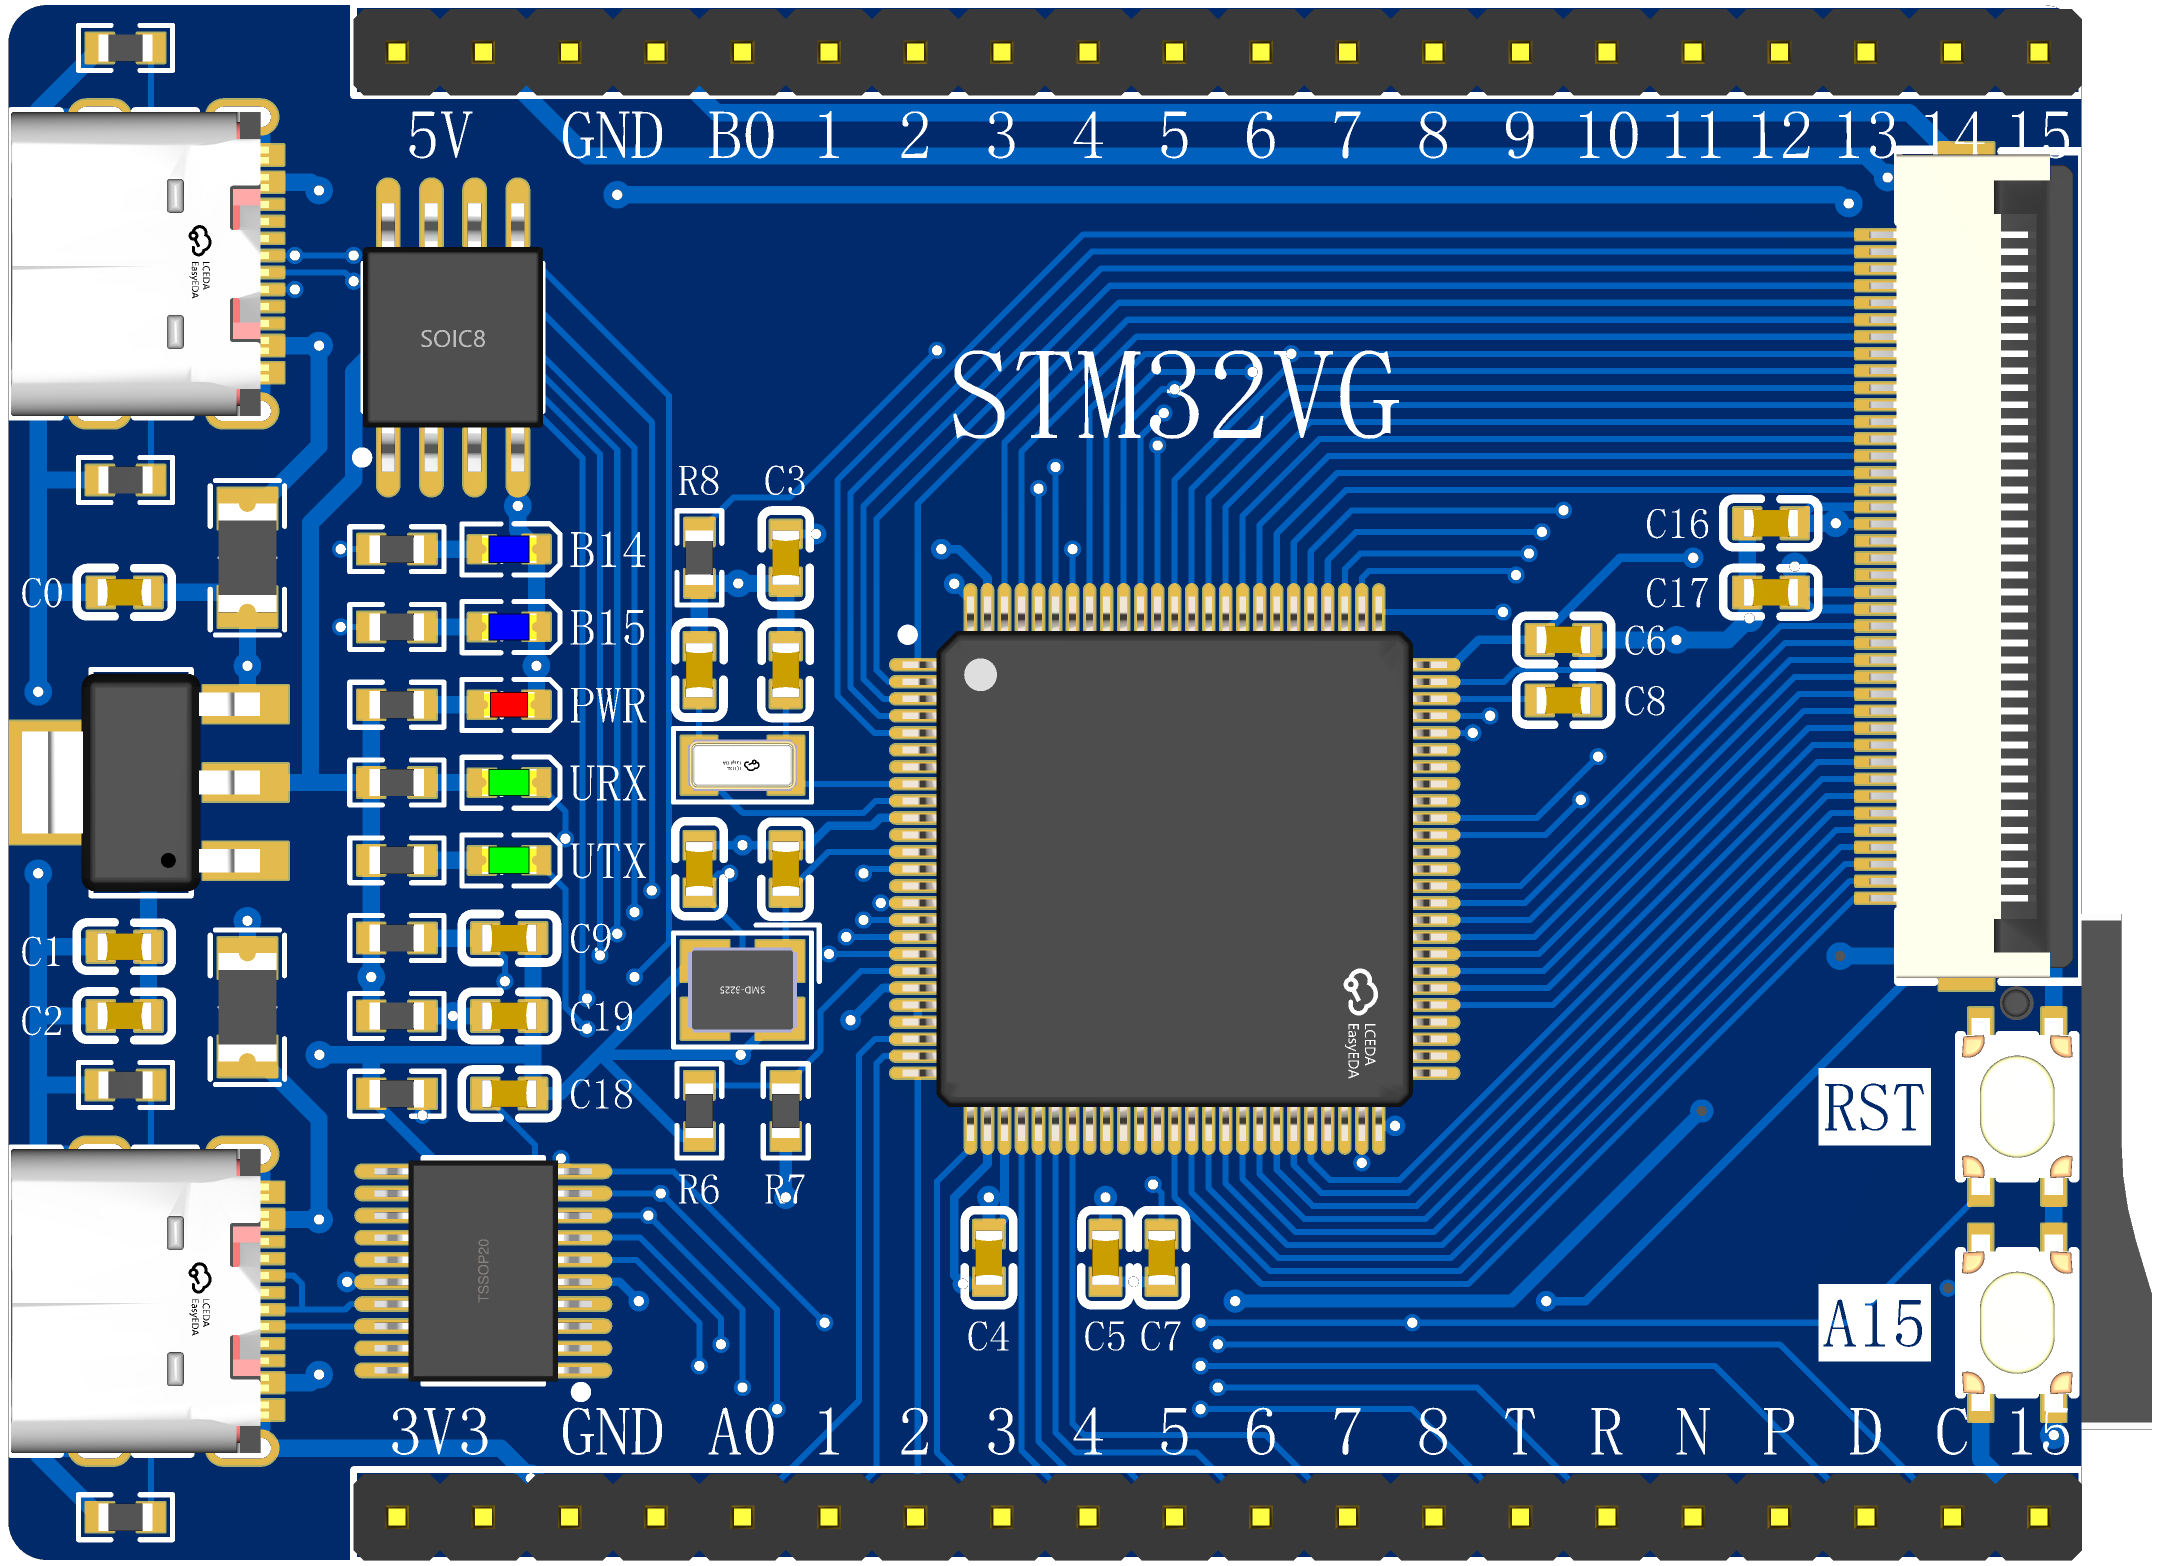 5V GND B0 1 2 3 4 5 6 7 8 9 10 11 12 13 14 15
LCEDA
EasyEDA
SOIC8
STM32VG
R8 C3
C16
B14
C17
C0
B15
C6
PWR
C8
URX
UTX
C9
C1
LCEDA
EasyEDA
SMD-3225
C2
C19
C18
RST
R6 R7
TSSOP20
LCEDA
EasyEDA
A15
C4 C5 C7
3V3 GND A0 1 2 3 4 5 6 7 8 T R N P D C 15